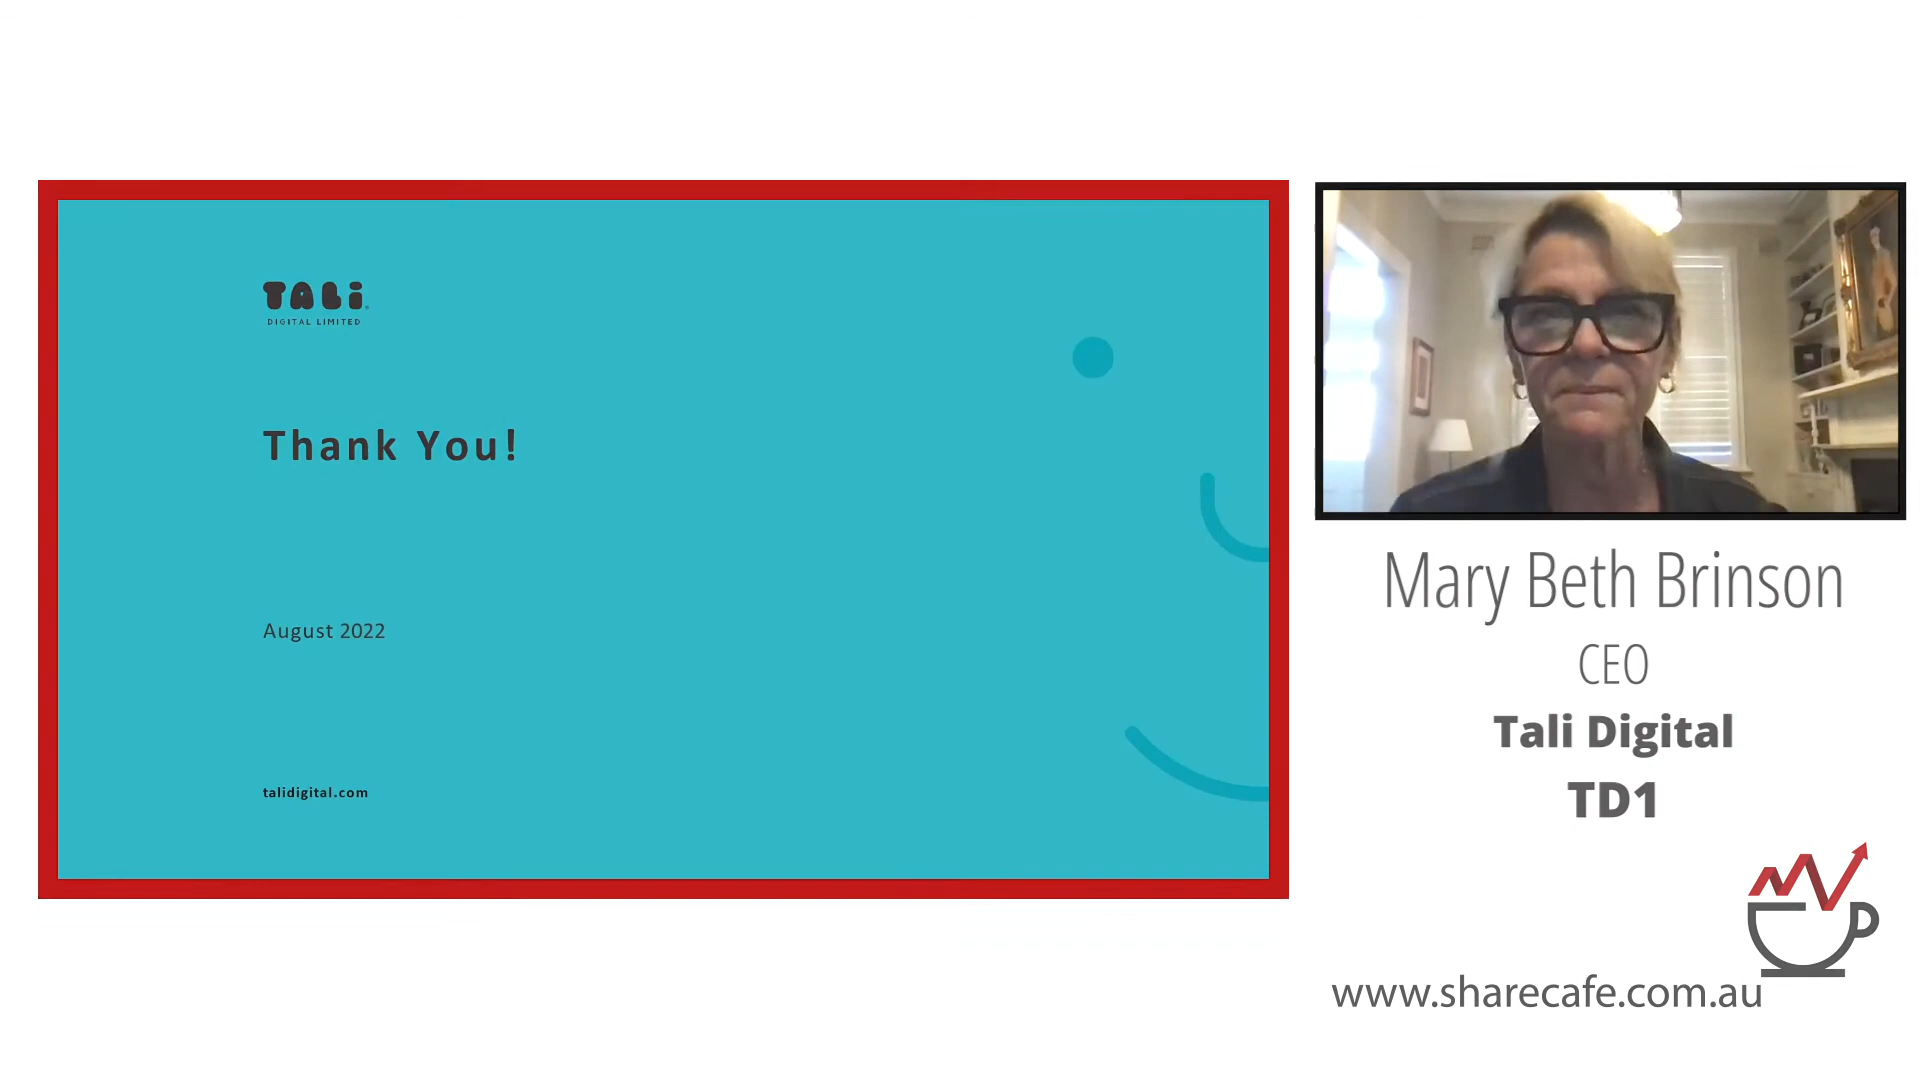 TALi
DIGITAL LIMITED
Thank You!
August 2022
talidigital.com
Mary Beth Brinson
CEO
Tali Digital
TD1
www.sharecafe.com.au